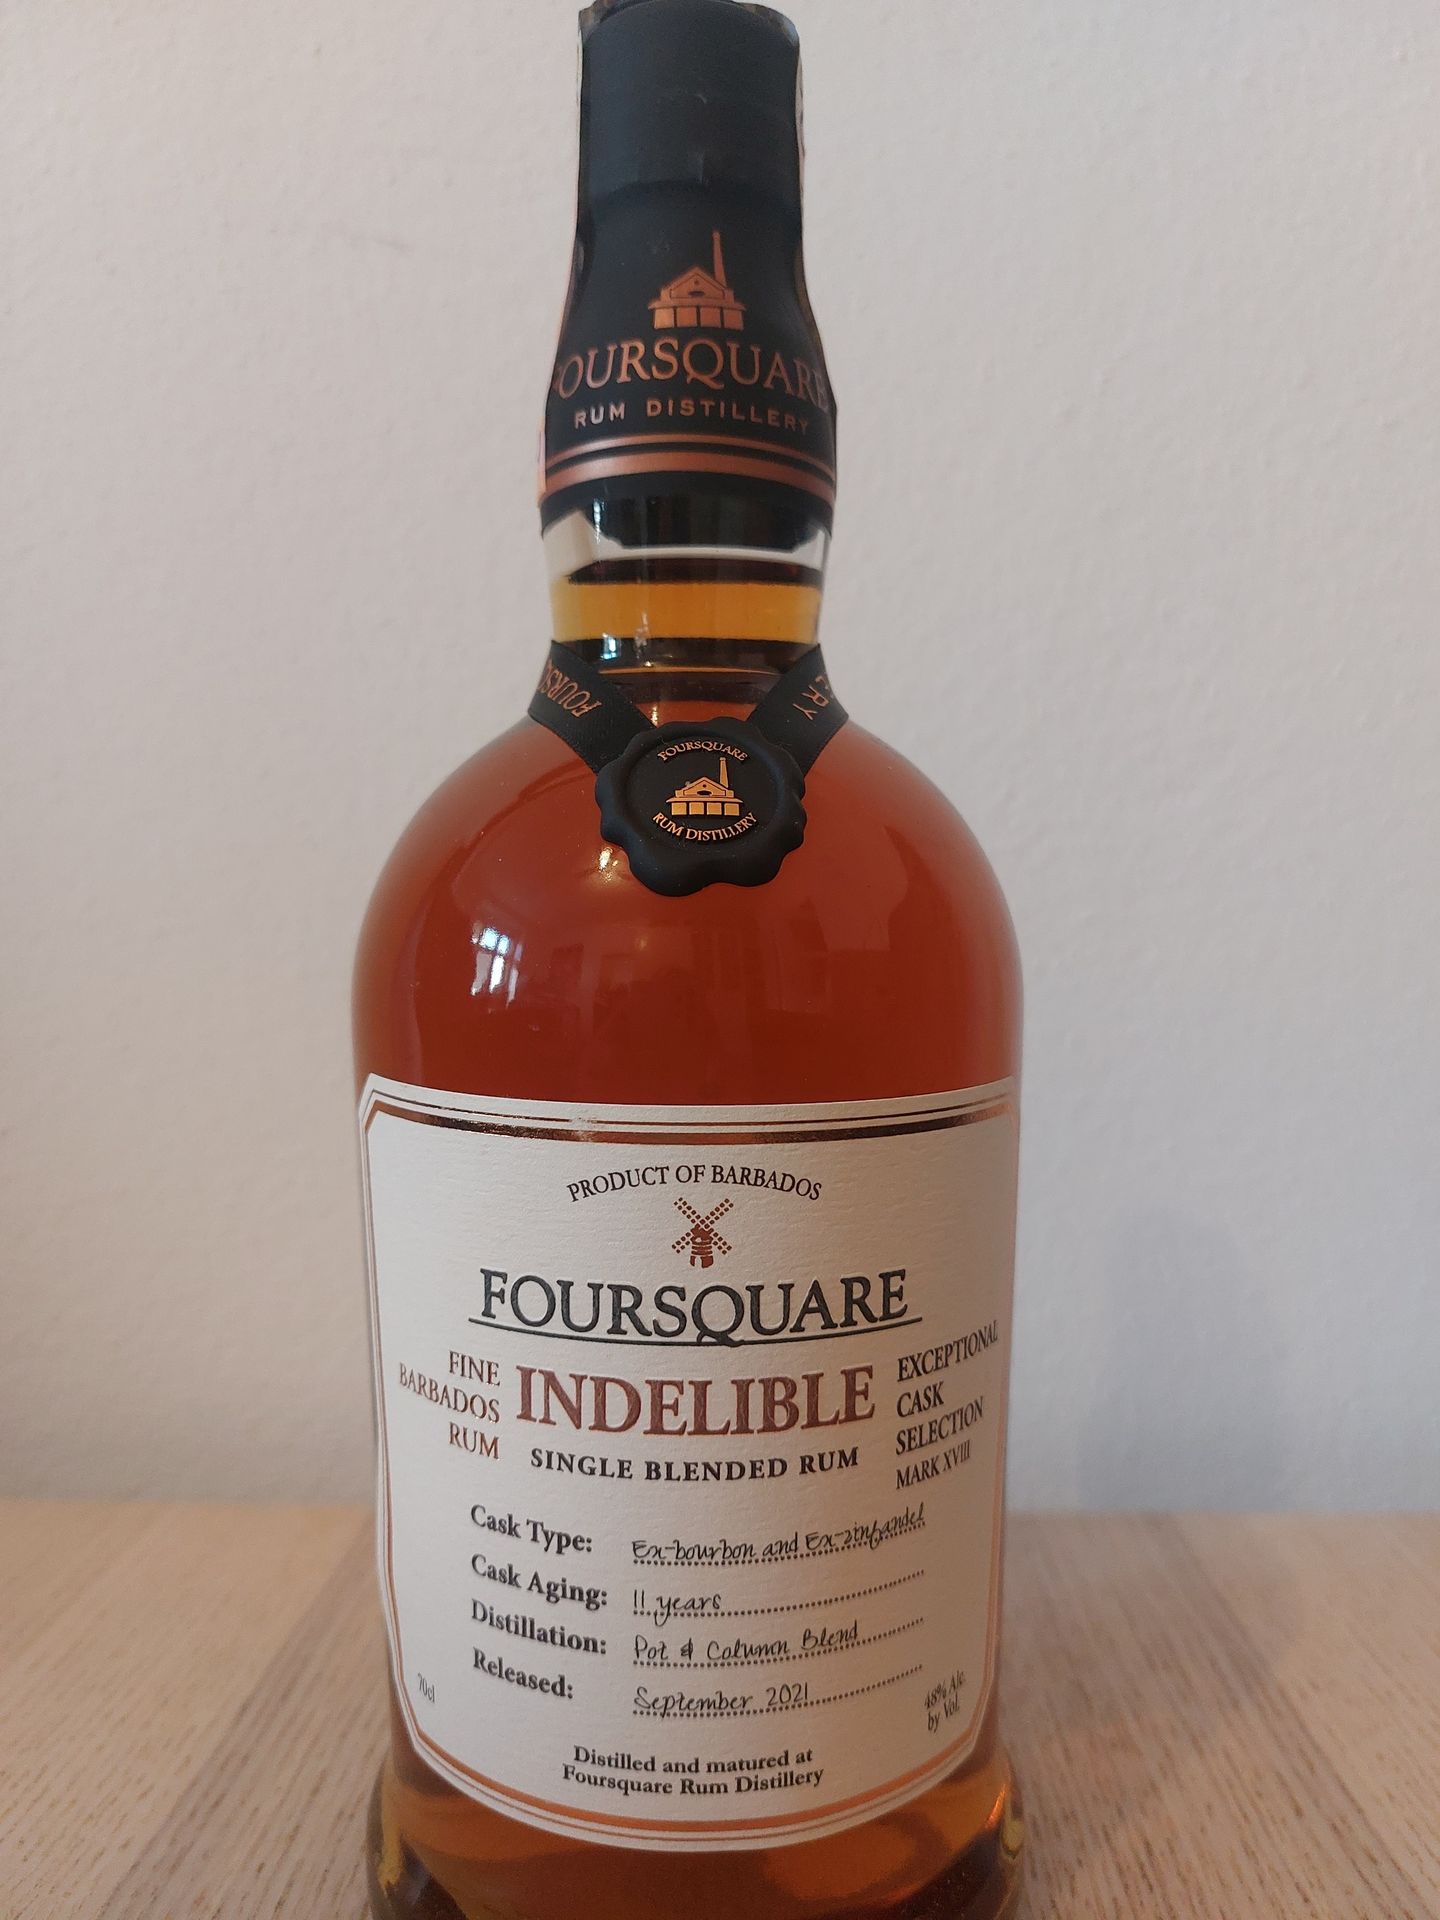 FOURSQUARE
RUM DISTILLERY
FOURSQUARE
RUM DISTILLERY
PRODUCT OF BARBADOS
FOURSQUARE
FINE
BARBADOS
RUM
INDELIBLE
SINGLE BLENDED RUM
EXCEPTIONAL
CASK
SELECTION
MARK XVIII
Cask Type: Ex-bourbon and Ex-zinfandel
Cask Aging: 11 years
Distillation: Pot & Column Blend
Released: September 2021
70cl
48% Alc.
by Vol.
Distilled and matured at
Foursquare Rum Distillery